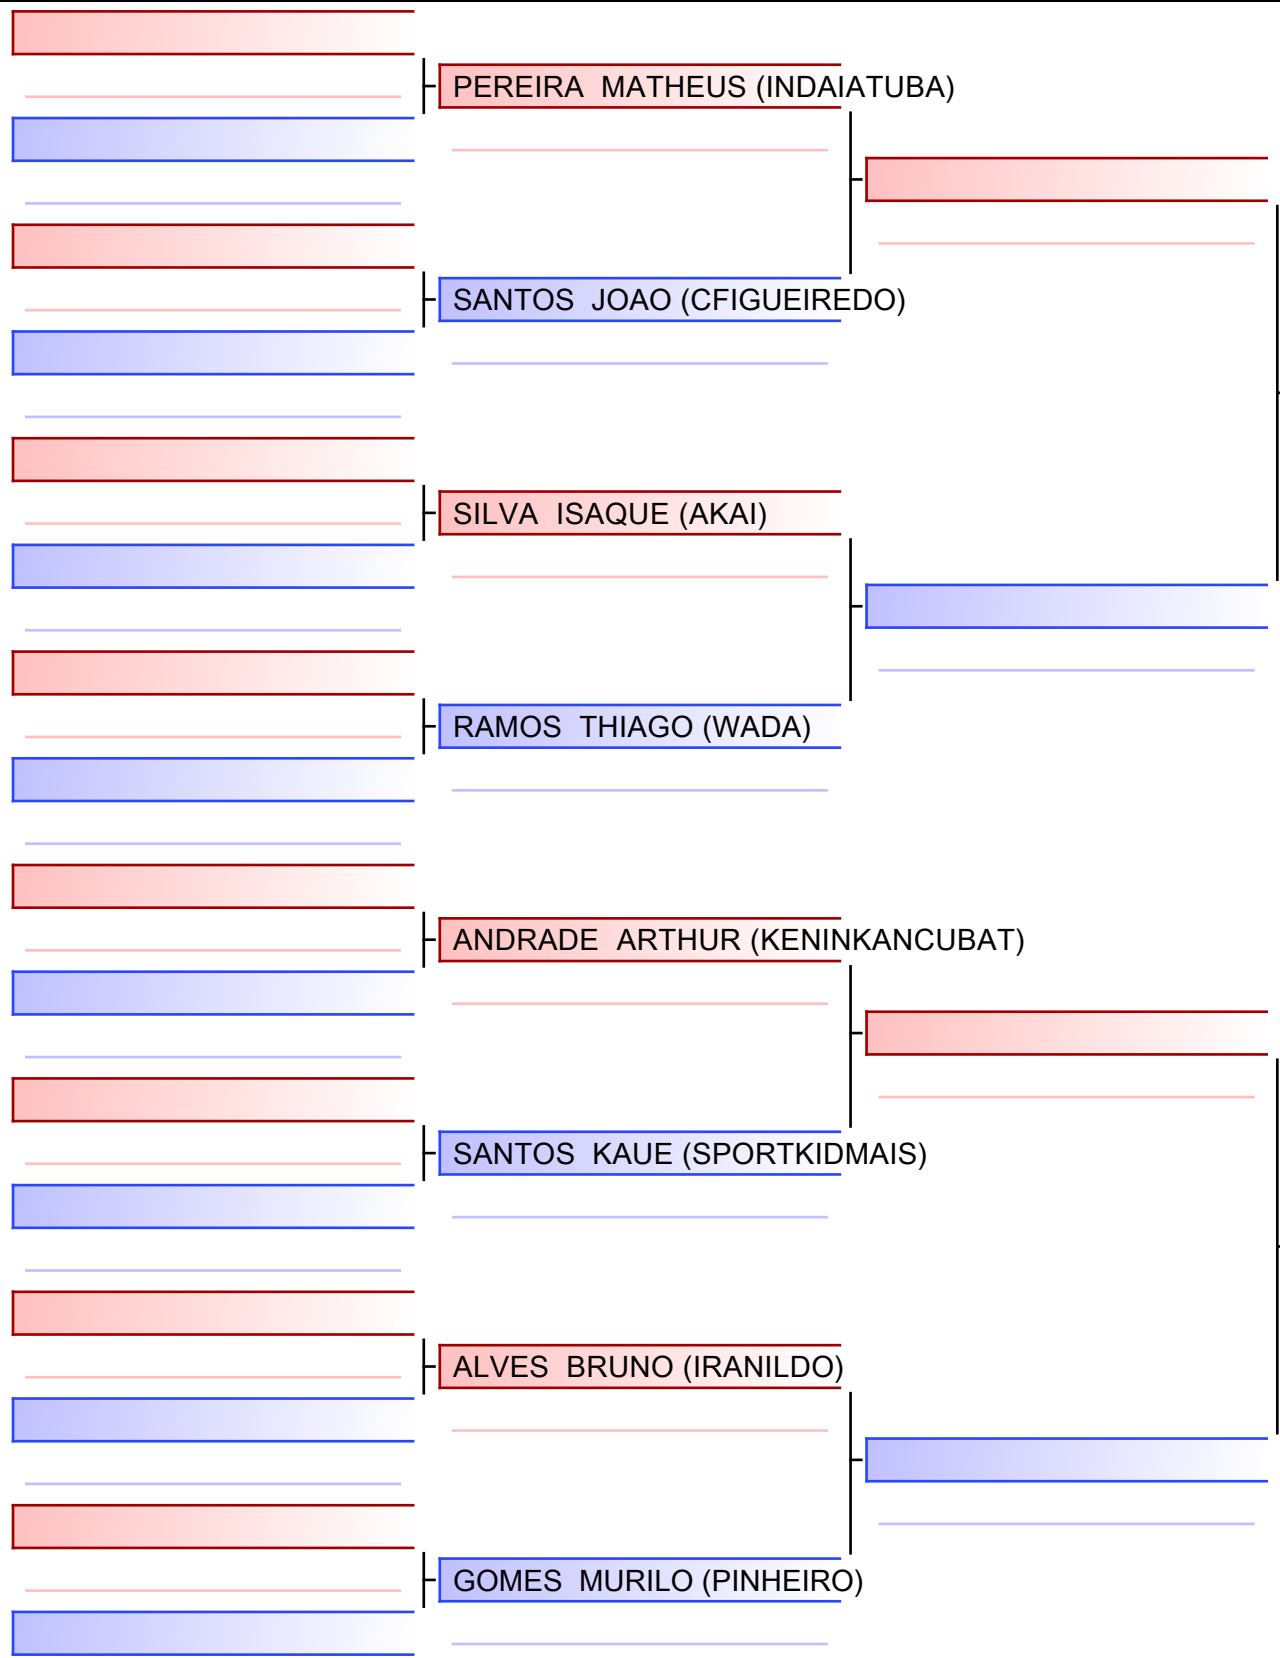 PEREIRA  MATHEUS (INDAIATUBA)
SANTOS  JOAO (CFIGUEIREDO)
SILVA  ISAQUE (AKAI)
RAMOS  THIAGO (WADA)
ANDRADE  ARTHUR (KENINKANCUBAT)
SANTOS  KAUE (SPORTKIDMAIS)
ALVES  BRUNO (IRANILDO)
GOMES  MURILO (PINHEIRO)